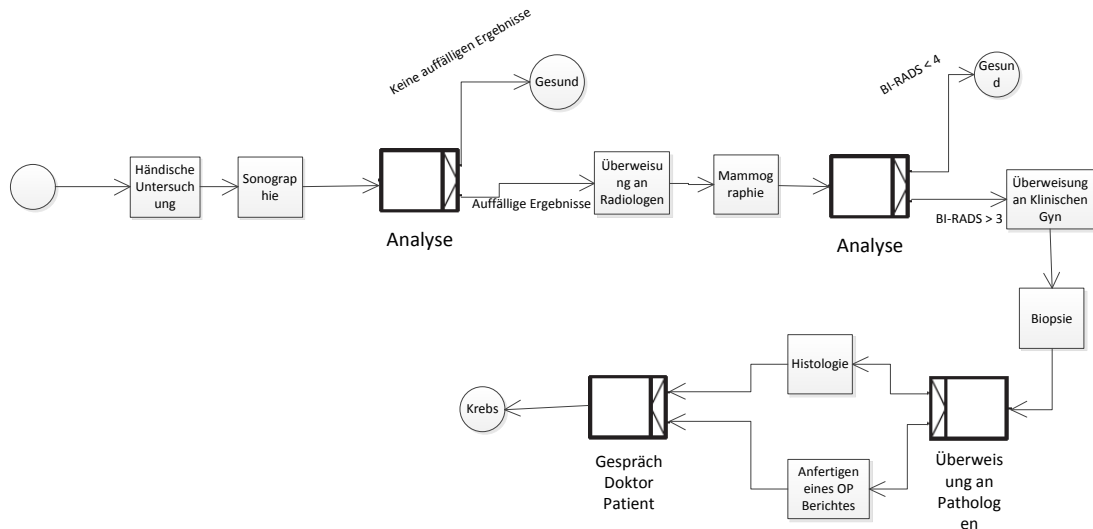 Keine auffälligen Ergebnisse
Gesund
BI-RADS < 4
Gesun
d
Händische
Untersuch
ung
Sonograp
hie
Analyse
Auffällige Ergebnisse
Überweisu
ng an
Radiologen
Mammog
raphie
Analyse
BI-RADS > 3
Überweisung
an Klinischen
Gyn
Biopsie
Histologie
Krebs
Gespräch
Doktor
Patient
Anfertigen
eines OP
Berichtes
Überweis
ung an
Patholog
en